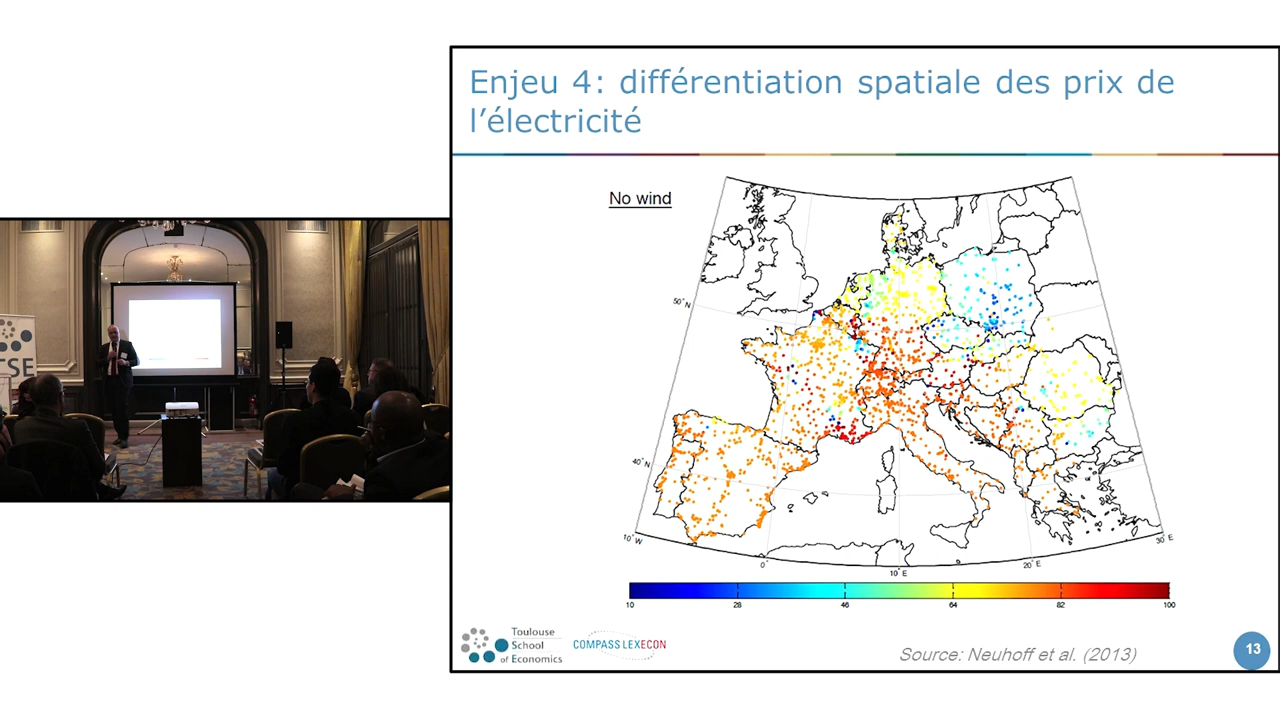 Enjeu 4: différentiation spatiale des prix de
l'électricité
No wind
50° N
40° N
10° W
0°
10° E
20° E
30° E
10 28 46 64 82 100
TSE
Toulouse
School
of Economics
COMPASS LEXECON
Source: Neuhoff et al. (2013)
13